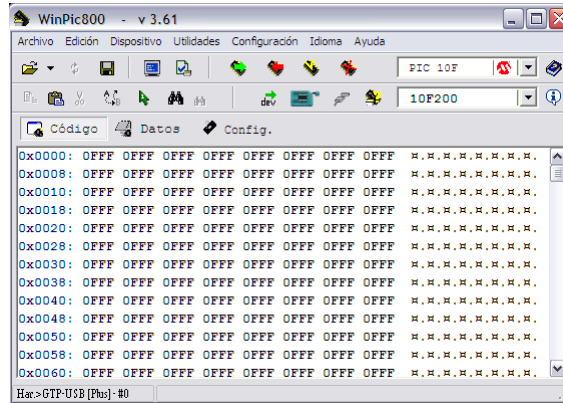 WinPic800 - v 3.61
Archivo Edición Dispositivo Utilidades Configuración Idioma Ayuda
PIC 10F
dev 10F200
Código Datos Config.
0x0000: 0FFF 0FFF 0FFF 0FFF 0FFF 0FFF 0FFF 0FFF ¤.¤.¤.¤.¤.¤.¤.¤.
0x0008: 0FFF 0FFF 0FFF 0FFF 0FFF 0FFF 0FFF 0FFF ¤.¤.¤.¤.¤.¤.¤.¤.
0x0010: 0FFF 0FFF 0FFF 0FFF 0FFF 0FFF 0FFF 0FFF ¤.¤.¤.¤.¤.¤.¤.¤.
0x0018: 0FFF 0FFF 0FFF 0FFF 0FFF 0FFF 0FFF 0FFF ¤.¤.¤.¤.¤.¤.¤.¤.
0x0020: 0FFF 0FFF 0FFF 0FFF 0FFF 0FFF 0FFF 0FFF ¤.¤.¤.¤.¤.¤.¤.¤.
0x0028: 0FFF 0FFF 0FFF 0FFF 0FFF 0FFF 0FFF 0FFF ¤.¤.¤.¤.¤.¤.¤.¤.
0x0030: 0FFF 0FFF 0FFF 0FFF 0FFF 0FFF 0FFF 0FFF ¤.¤.¤.¤.¤.¤.¤.¤.
0x0038: 0FFF 0FFF 0FFF 0FFF 0FFF 0FFF 0FFF 0FFF ¤.¤.¤.¤.¤.¤.¤.¤.
0x0040: 0FFF 0FFF 0FFF 0FFF 0FFF 0FFF 0FFF 0FFF ¤.¤.¤.¤.¤.¤.¤.¤.
0x0048: 0FFF 0FFF 0FFF 0FFF 0FFF 0FFF 0FFF 0FFF ¤.¤.¤.¤.¤.¤.¤.¤.
0x0050: 0FFF 0FFF 0FFF 0FFF 0FFF 0FFF 0FFF 0FFF ¤.¤.¤.¤.¤.¤.¤.¤.
0x0058: 0FFF 0FFF 0FFF 0FFF 0FFF 0FFF 0FFF 0FFF ¤.¤.¤.¤.¤.¤.¤.¤.
0x0060: 0FFF 0FFF 0FFF 0FFF 0FFF 0FFF 0FFF 0FFF ¤.¤.¤.¤.¤.¤.¤.¤.
Har.>GTP-USB [Plus]-#0